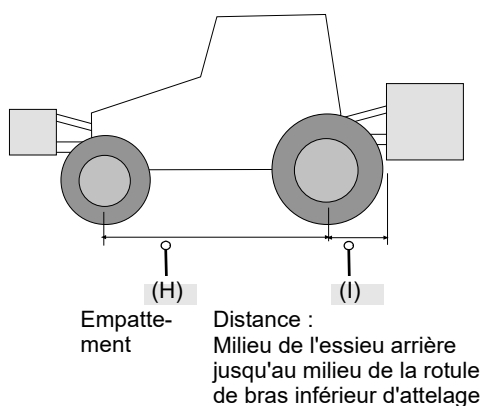 (H) (I)
Empatte- Distance :
ment Milieu de l'essieu arrière
jusqu'au milieu de la rotule
de bras inférieur d'attelage